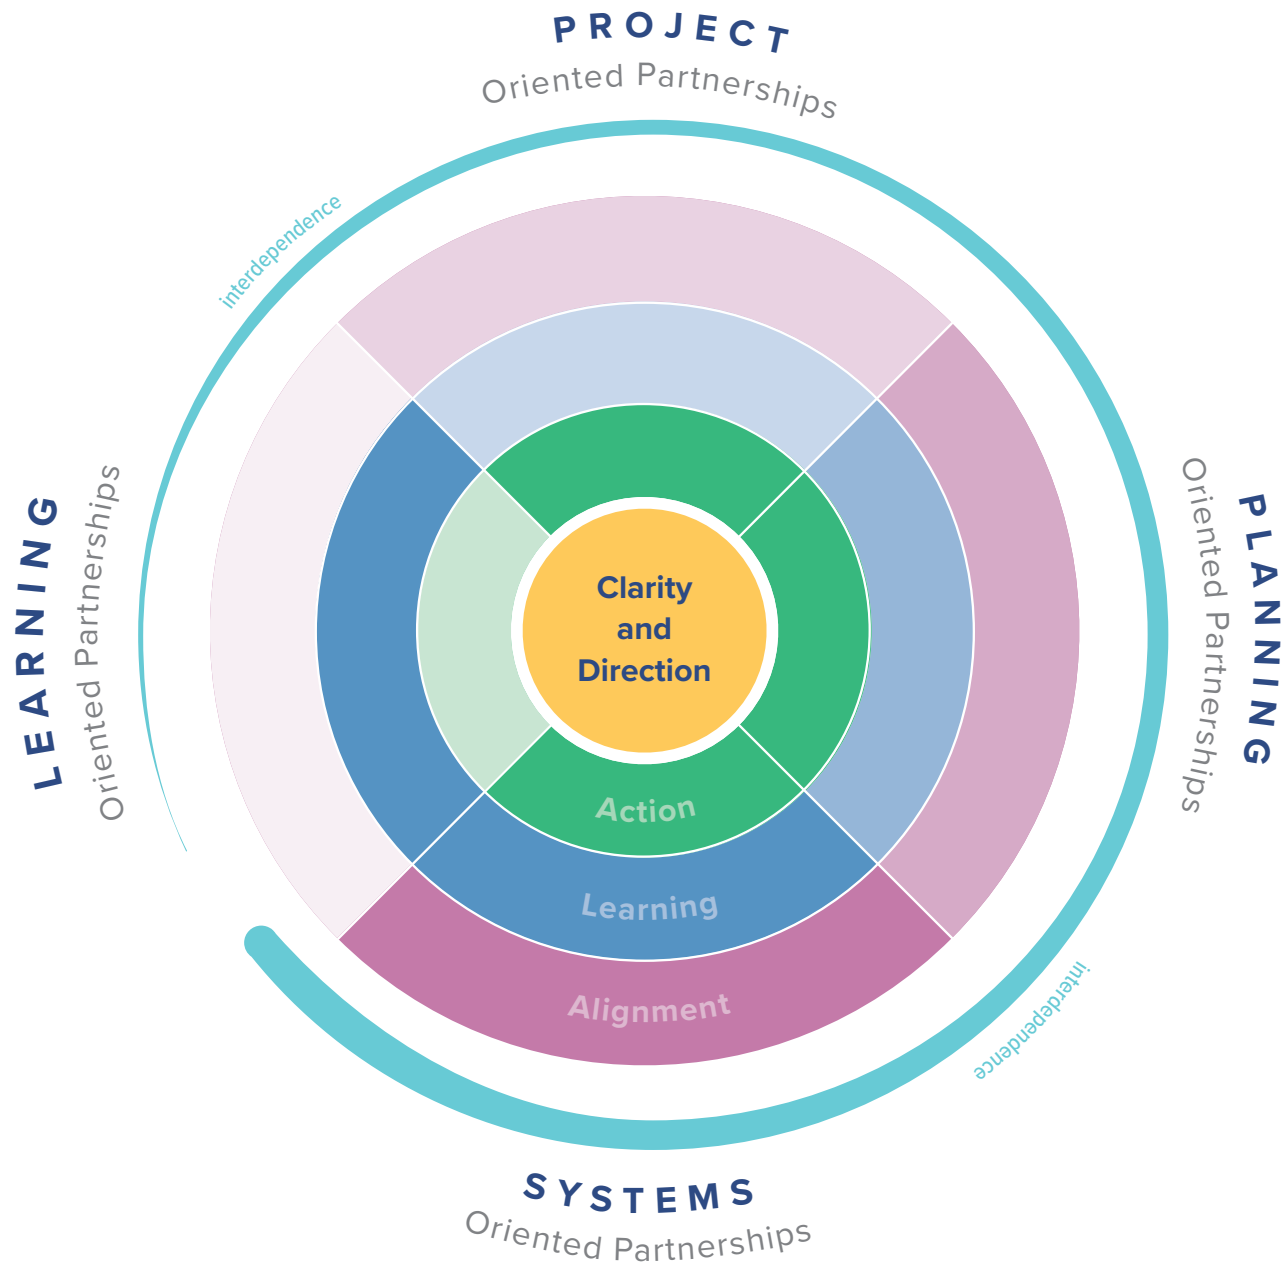 PROJECT
Oriented Partnerships
interdependence
LEARNING
Oriented Partnerships
PLANNING
Oriented Partnerships
Clarity
and
Direction
Action
Learning
Alignment
interdependence
SYSTEMS
Oriented Partnerships